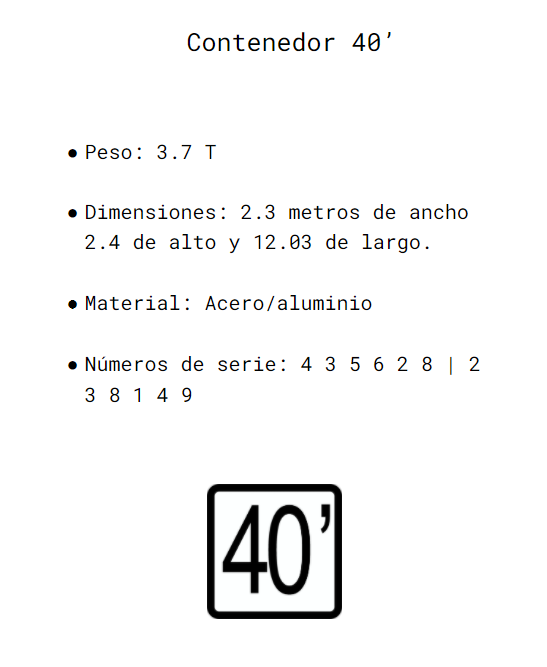 Contenedor 40’
● Peso: 3.7 T
● Dimensiones: 2.3 metros de ancho
2.4 de alto y 12.03 de largo.
● Material: Acero/aluminio
● Números de serie: 4 3 5 6 2 8 | 2
3 8 1 4 9
40’